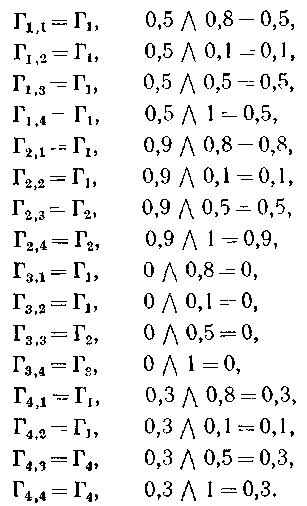 Γ₁,₁ = Γ₁, 0,5 ⋀ 0,8 = 0,5,
Γ₁,₂ = Γ₁, 0,5 ⋀ 0,1 = 0,1,
Γ₁,₃ = Γ₁, 0,5 ⋀ 0,5 = 0,5,
Γ₁,₄ = Γ₁, 0,5 ⋀ 1 = 0,5,
Γ₂,₁ = Γ₁, 0,9 ⋀ 0,8 = 0,8,
Γ₂,₂ = Γ₁, 0,9 ⋀ 0,1 = 0,1,
Γ₂,₃ = Γ₂, 0,9 ⋀ 0,5 = 0,5,
Γ₂,₄ = Γ₂, 0,9 ⋀ 1 = 0,9,
Γ₃,₁ = Γ₁, 0 ⋀ 0,8 = 0,
Γ₃,₂ = Γ₁, 0 ⋀ 0,1 = 0,
Γ₃,₃ = Γ₂, 0 ⋀ 0,5 = 0,
Γ₃,₄ = Γ₃, 0 ⋀ 1 = 0,
Γ₄,₁ = Γ₁, 0,3 ⋀ 0,8 = 0,3,
Γ₄,₂ = Γ₁, 0,3 ⋀ 0,1 = 0,1,
Γ₄,₃ = Γ₄, 0,3 ⋀ 0,5 = 0,3,
Γ₄,₄ = Γ₄, 0,3 ⋀ 1 = 0,3.